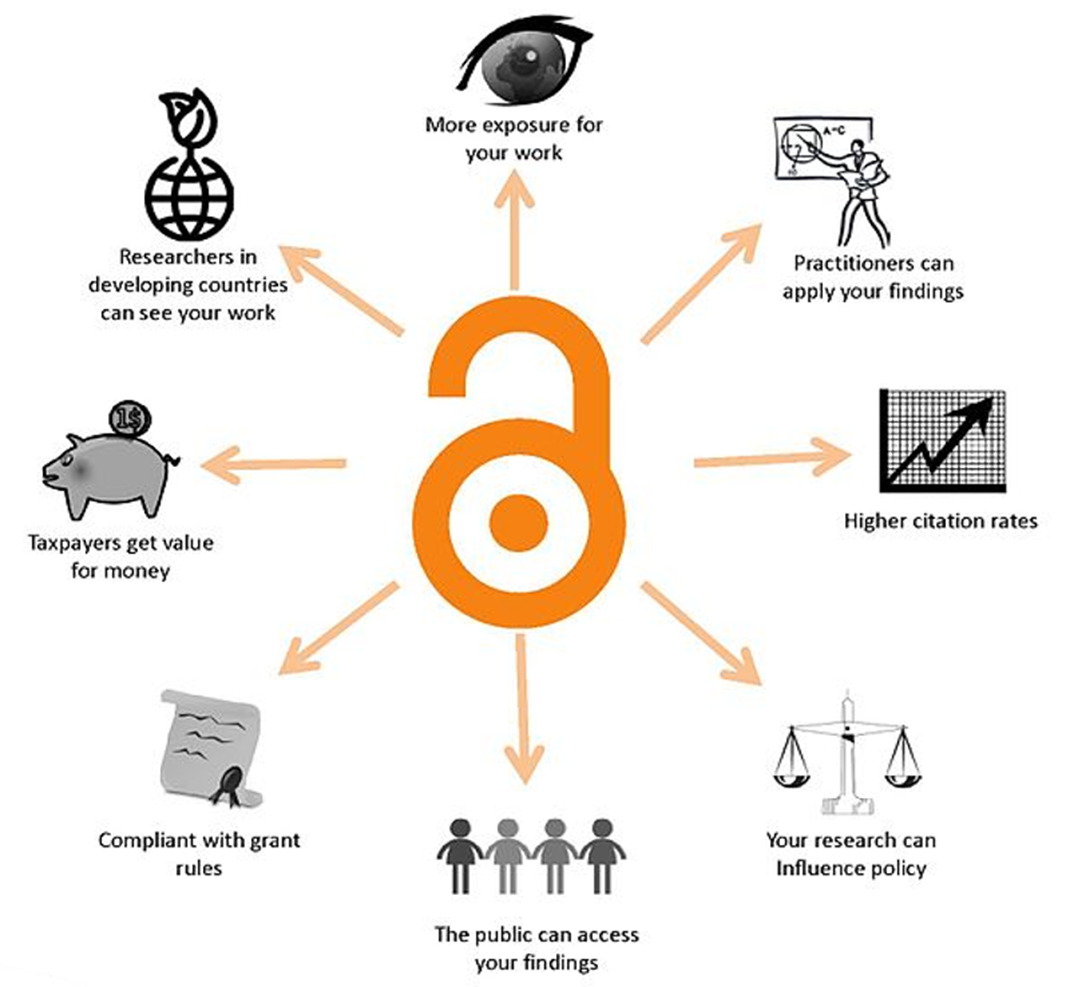 More exposure for
your work
A=C
Practitioners can
apply your findings
Higher citation rates
Your research can
Influence policy
The public can access
your findings
Compliant with grant
rules
1$
Taxpayers get value
for money
Researchers in
developing countries
can see your work